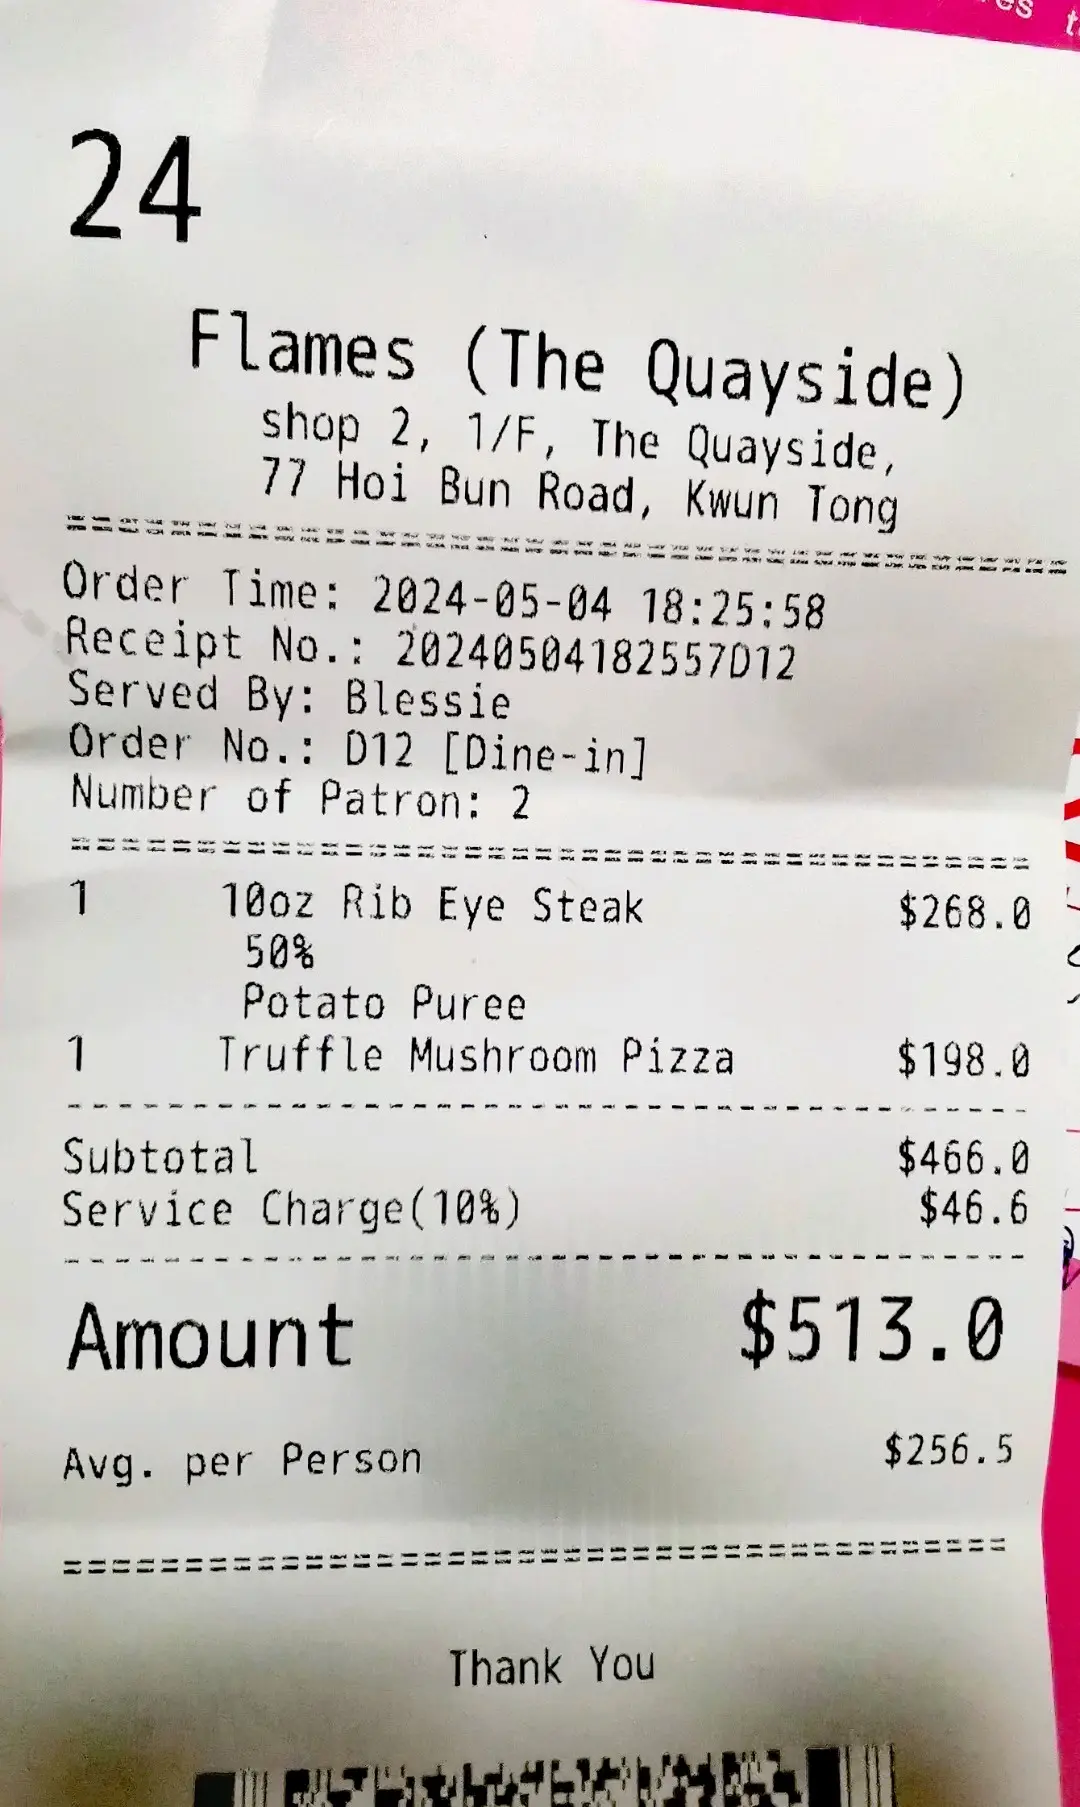 24
Flames (The Quayside)
shop 2, 1/F, The Quayside,
77 Hoi Bun Road, Kwun Tong
Order Time: 2024-05-04 18:25:58
Receipt No.: 20240504182557D12
Served By: Blessie
Order No.: D12 [Dine-in]
Number of Patron: 2
1 10oz Rib Eye Steak $268.0
50%
Potato Puree
1 Truffle Mushroom Pizza $198.0
Subtotal $466.0
Service Charge(10%) $46.6
Amount $513.0
Avg. per Person $256.5
Thank You